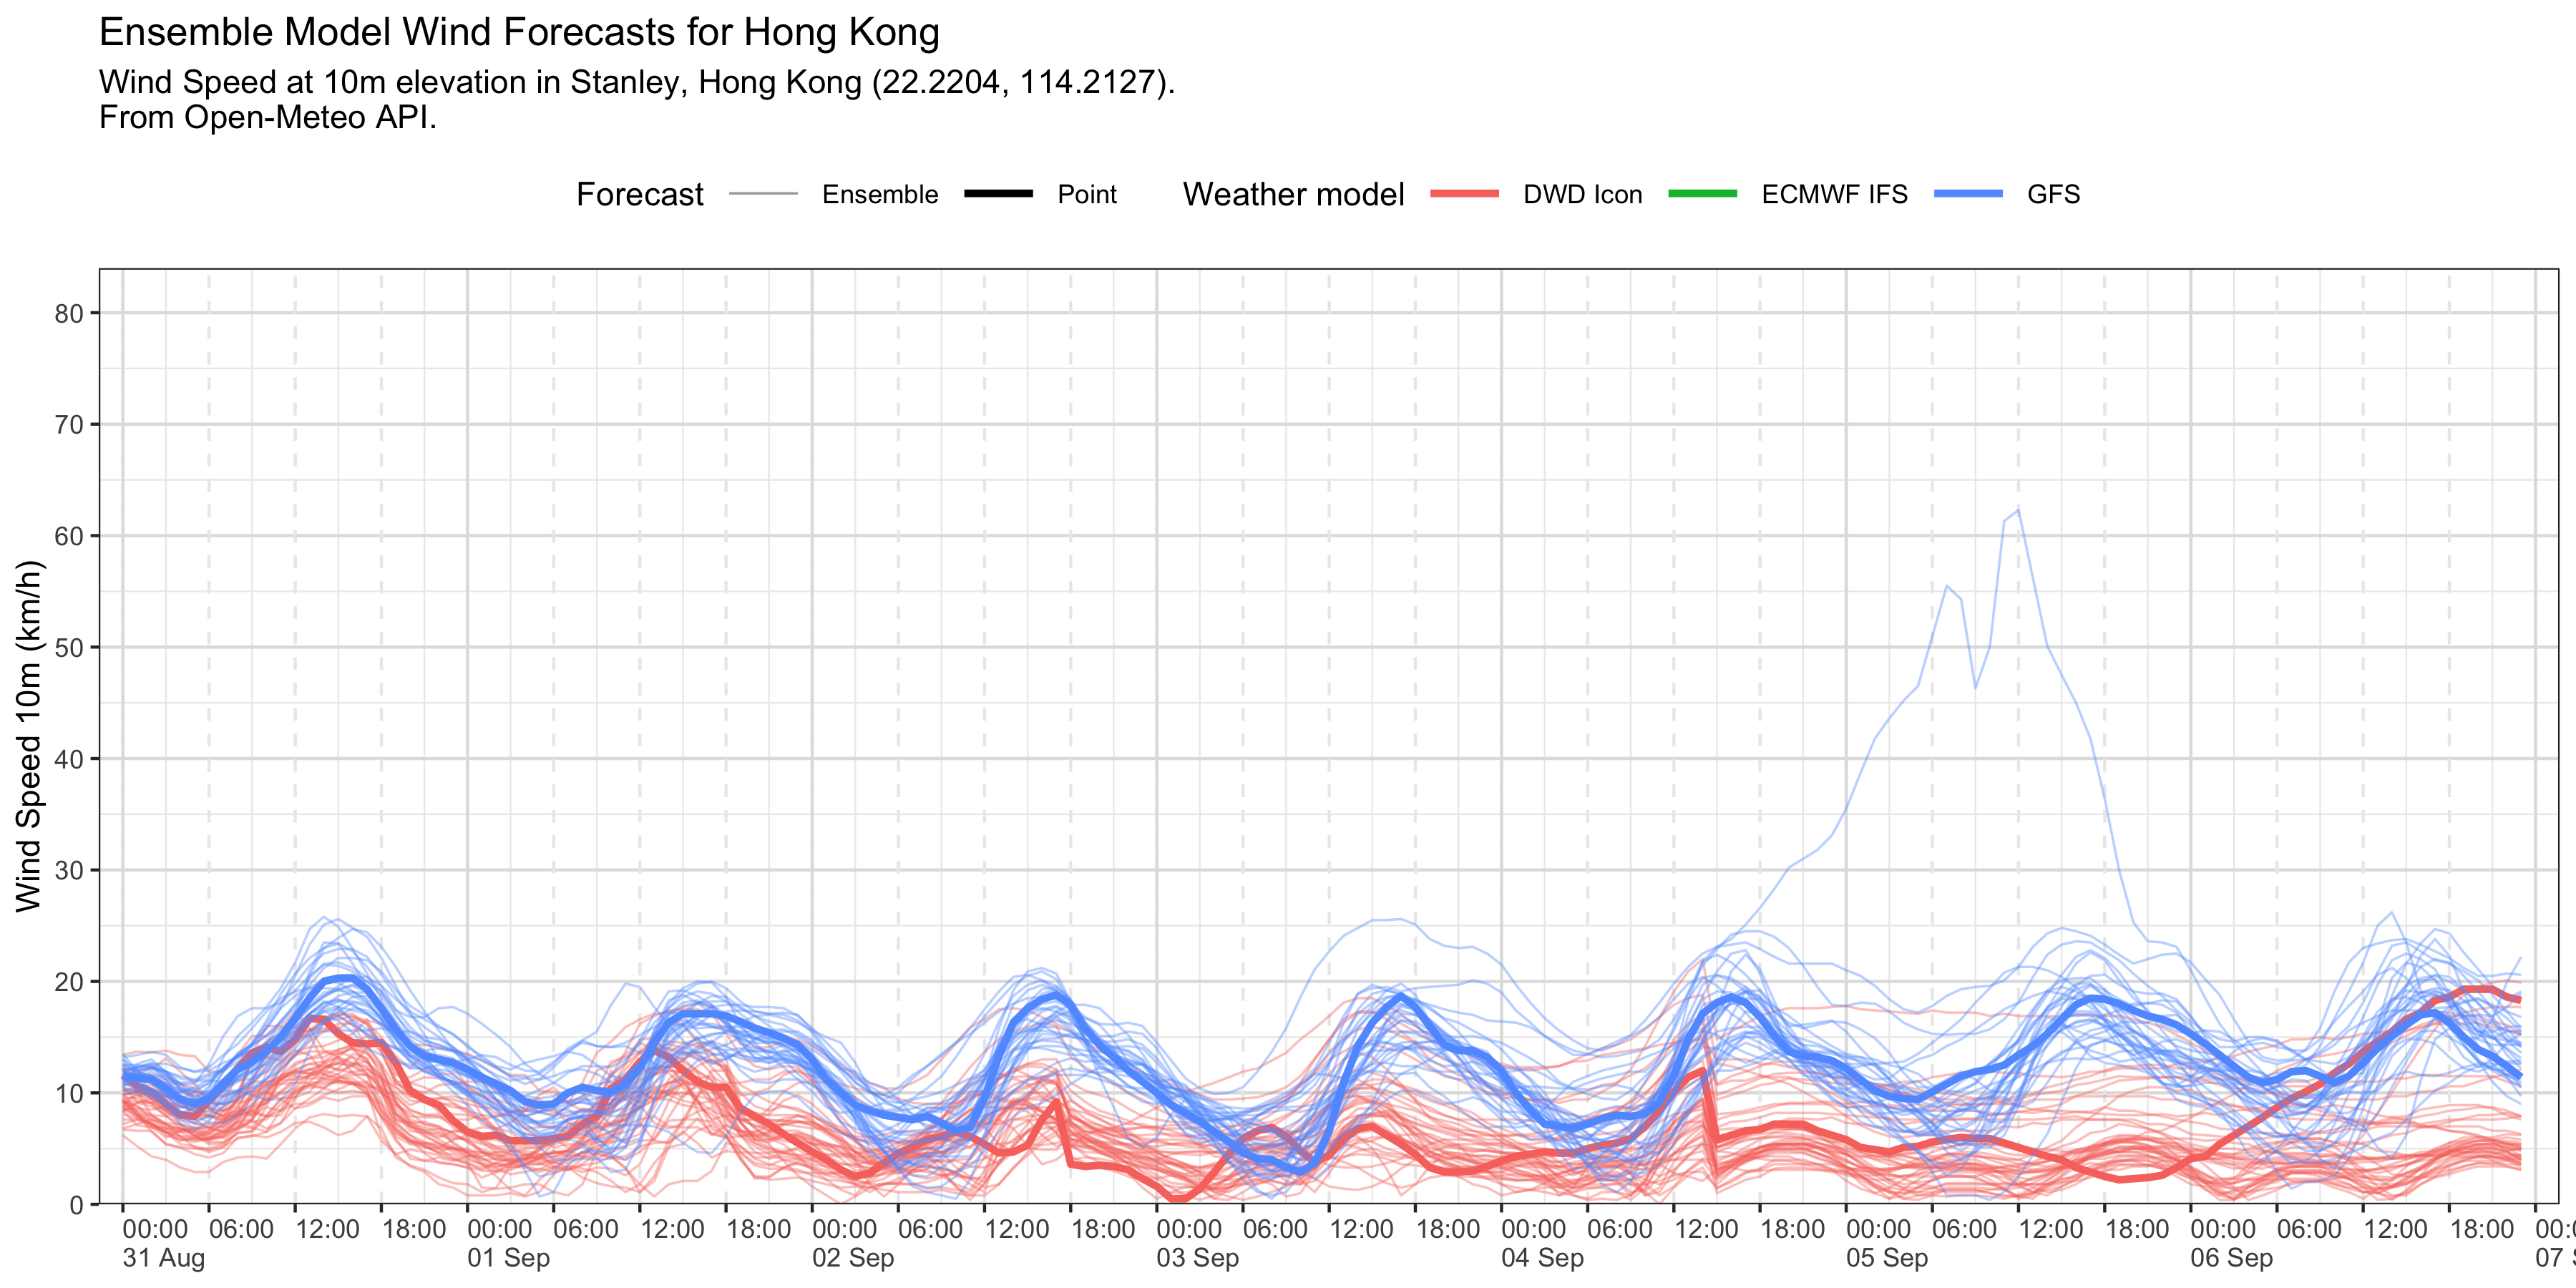 Ensemble Model Wind Forecasts for Hong Kong
Wind Speed at 10m elevation in Stanley, Hong Kong (22.2204, 114.2127).
From Open-Meteo API.
Forecast Ensemble Point Weather model DWD Icon ECMWF IFS GFS
Wind Speed 10m (km/h)
80
70
60
50
40
30
20
10
0
00:00 06:00 12:00 18:00 00:00 06:00 12:00 18:00 00:00 06:00 12:00 18:00 00:00 06:00 12:00 18:00 00:00 06:00 12:00 18:00 00:00 06:00 12:00 18:00 00:00 06:00 12:00 18:00
31 Aug 01 Sep 02 Sep 03 Sep 04 Sep 05 Sep 06 Sep